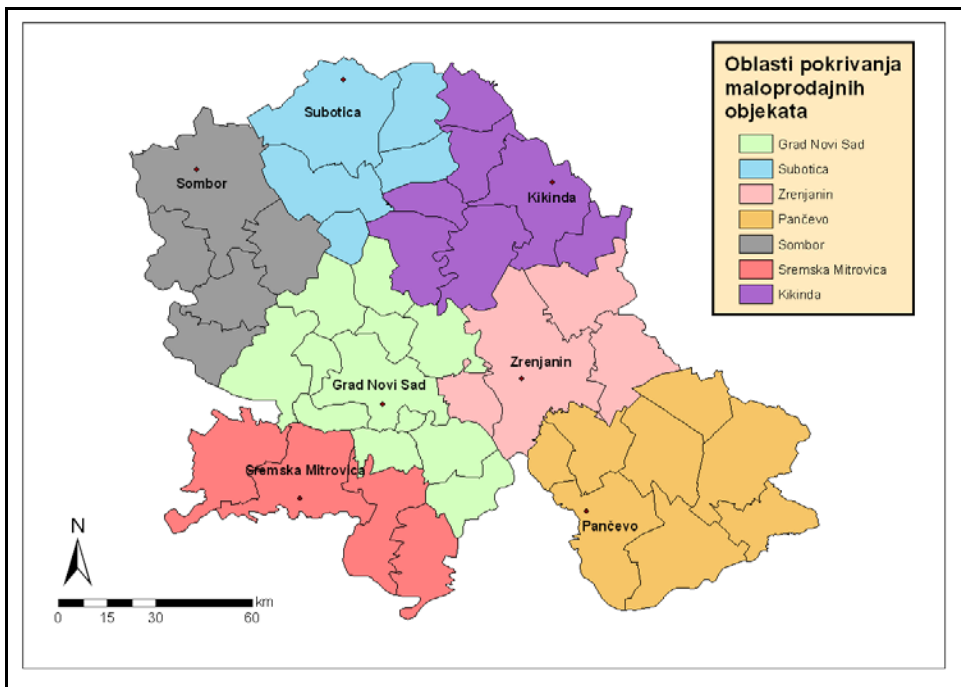 Oblasti pokrivanja
maloprodajnih
objekata
Grad Novi Sad
Subotica
Zrenjanin
Pančevo
Sombor
Sremska Mitrovica
Kikinda
Subotica
Sombor
Kikinda
Zrenjanin
Grad Novi Sad
Sremska Mitrovica
Pančevo
N
km
0 15 30 60